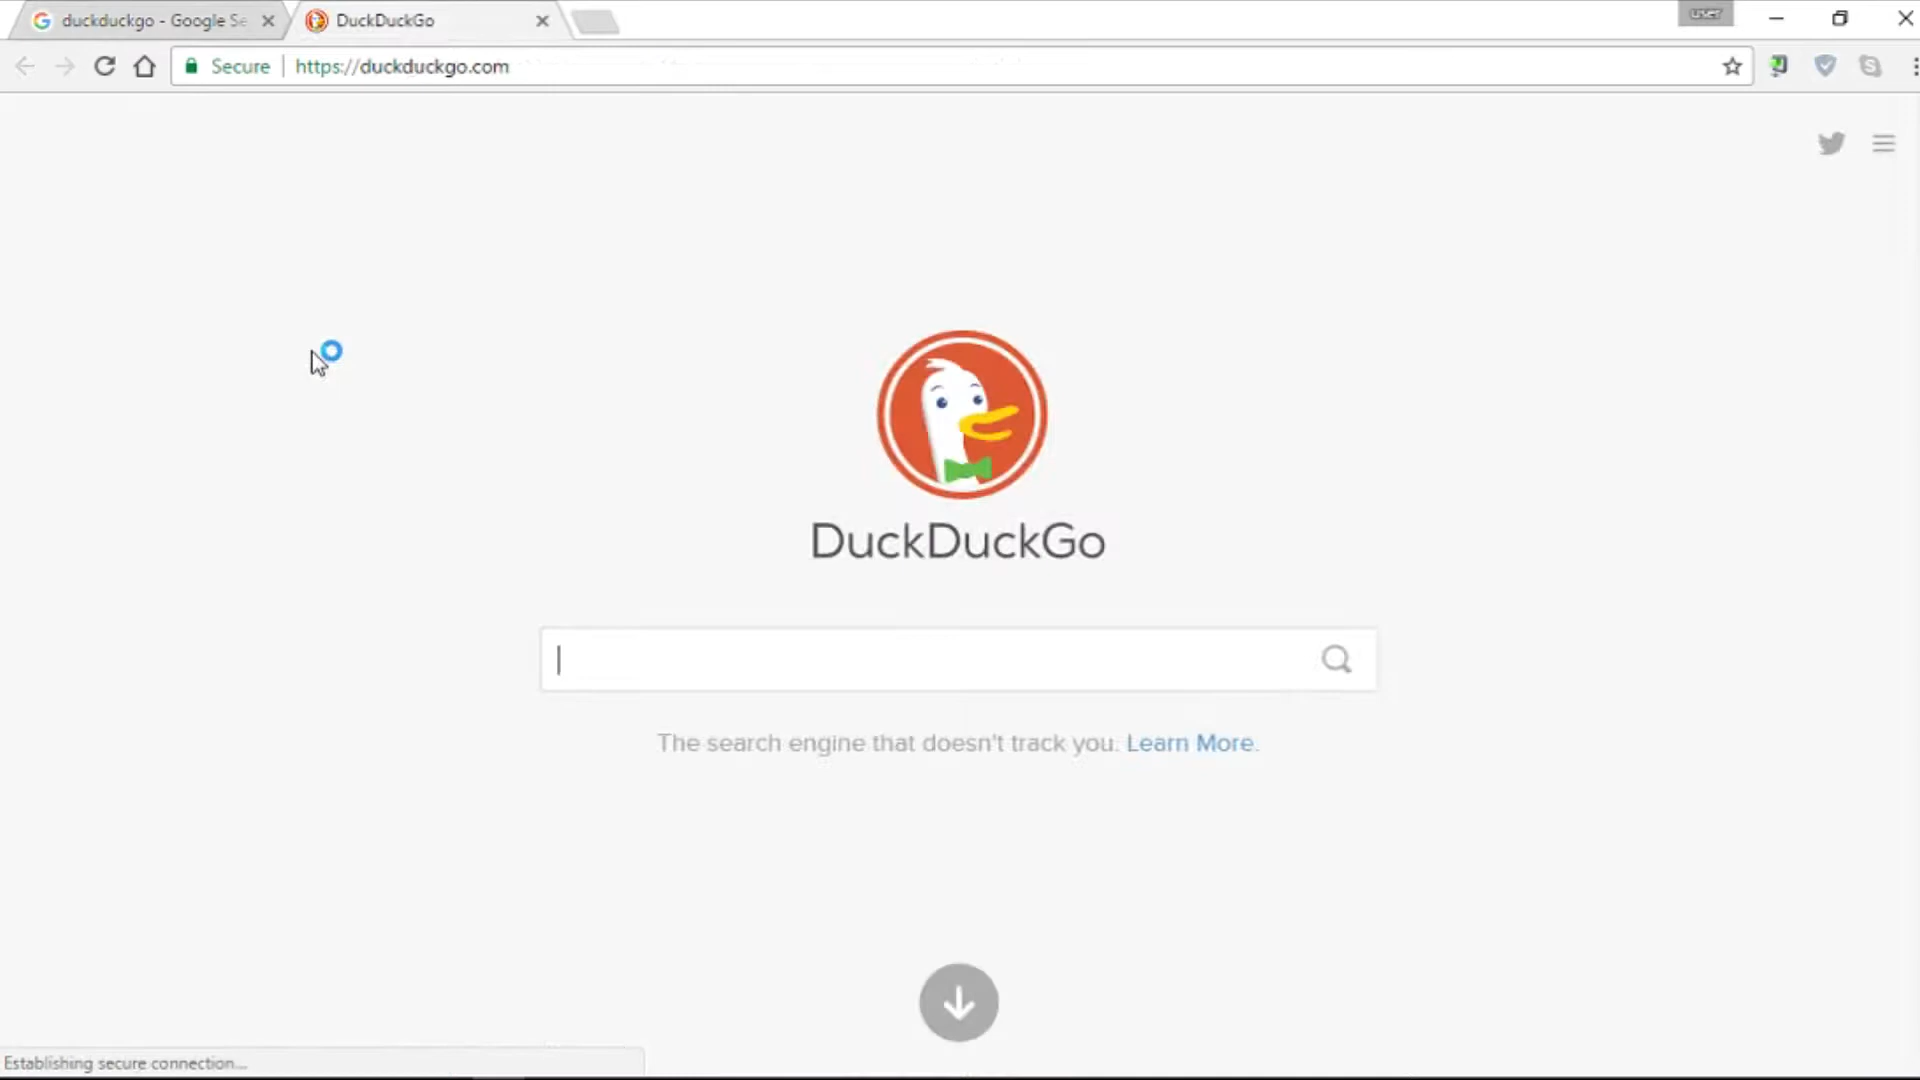 duckduckgo - Google Se
DuckDuckGo
user
Secure
https://duckduckgo.com
DuckDuckGo
The search engine that doesn't track you. Learn More.
Establishing secure connection...